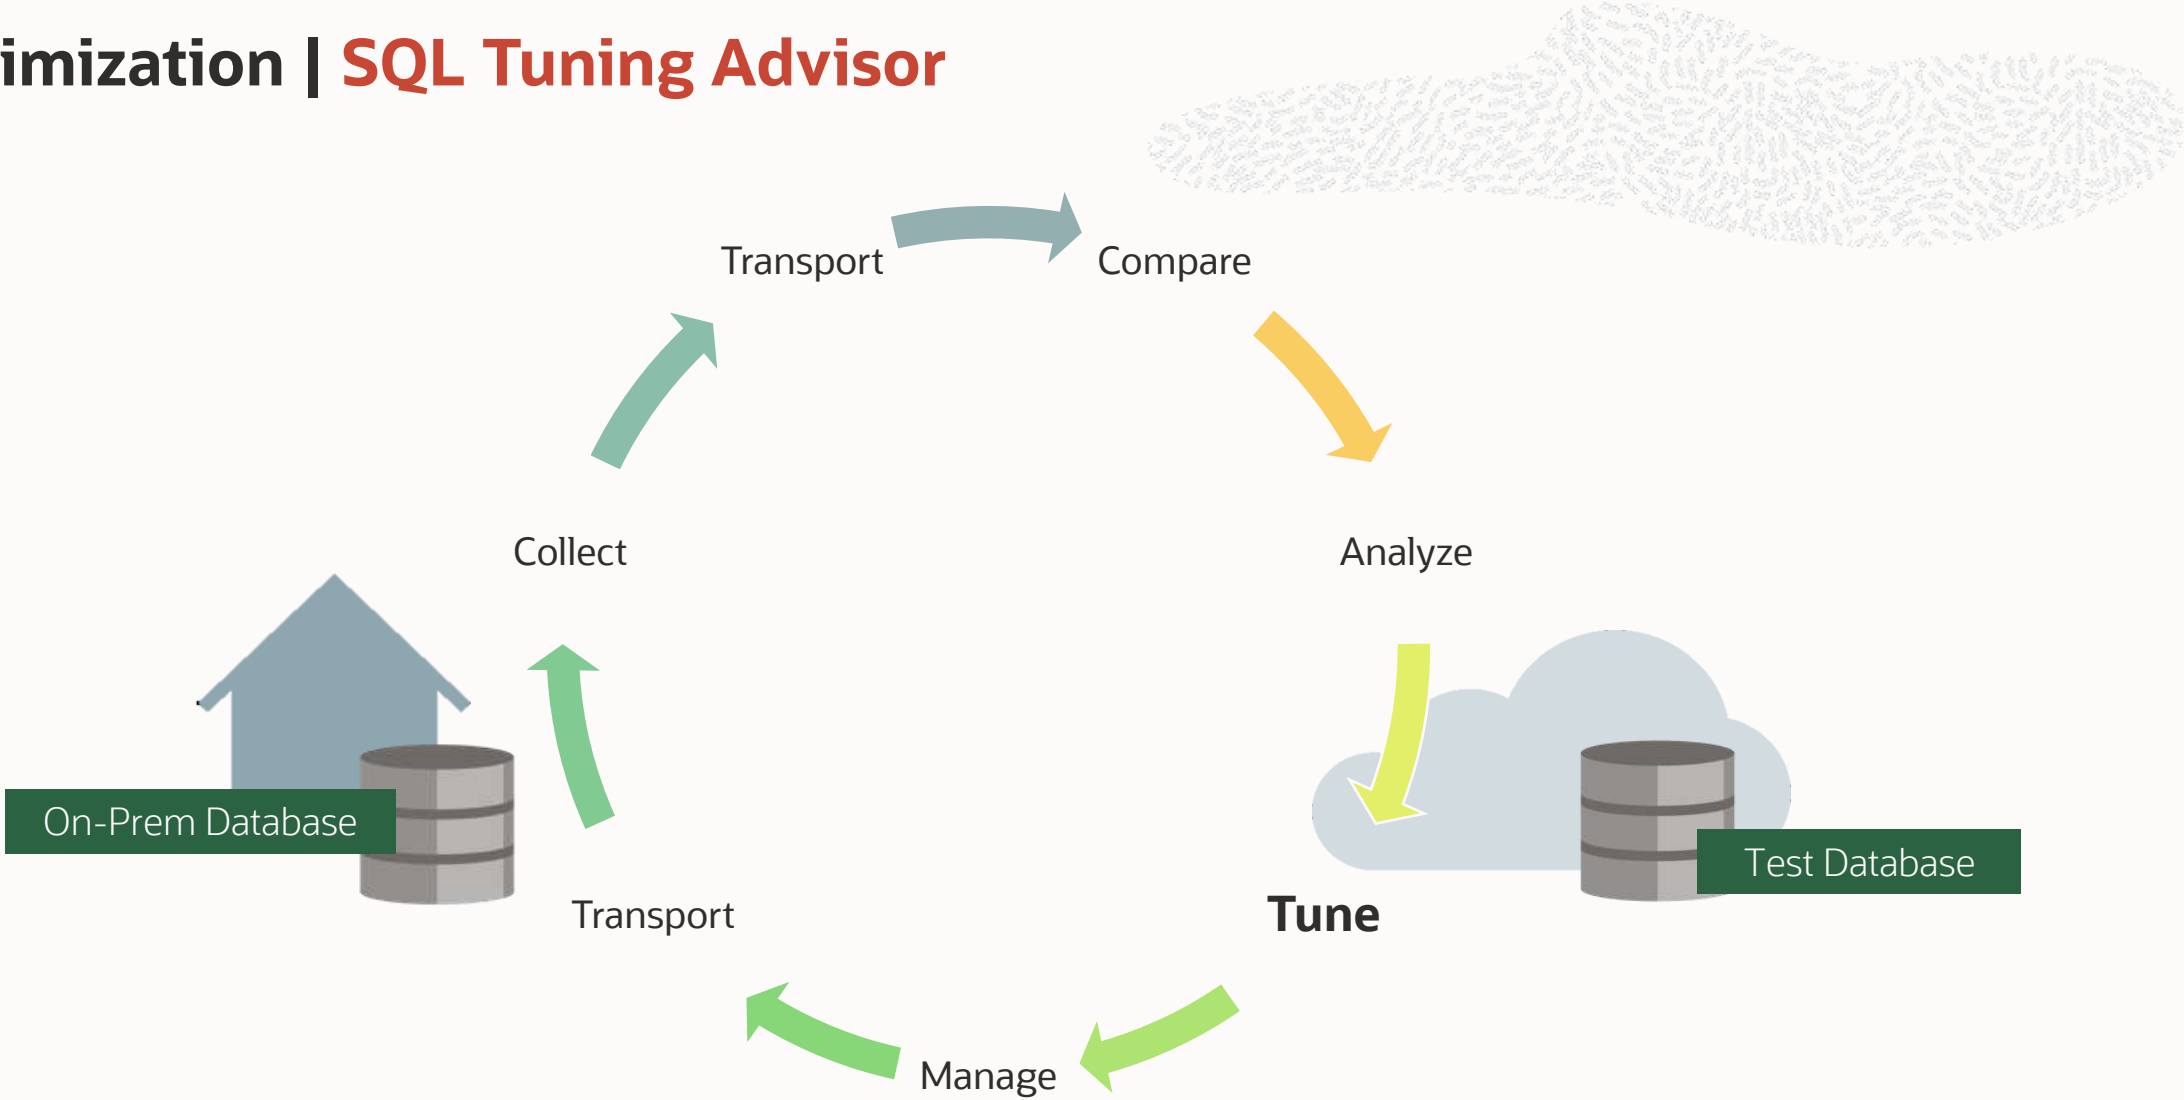 imization | SQL Tuning Advisor
Transport
Compare
Collect
Analyze
On-Prem Database
Test Database
Transport
Tune
Manage